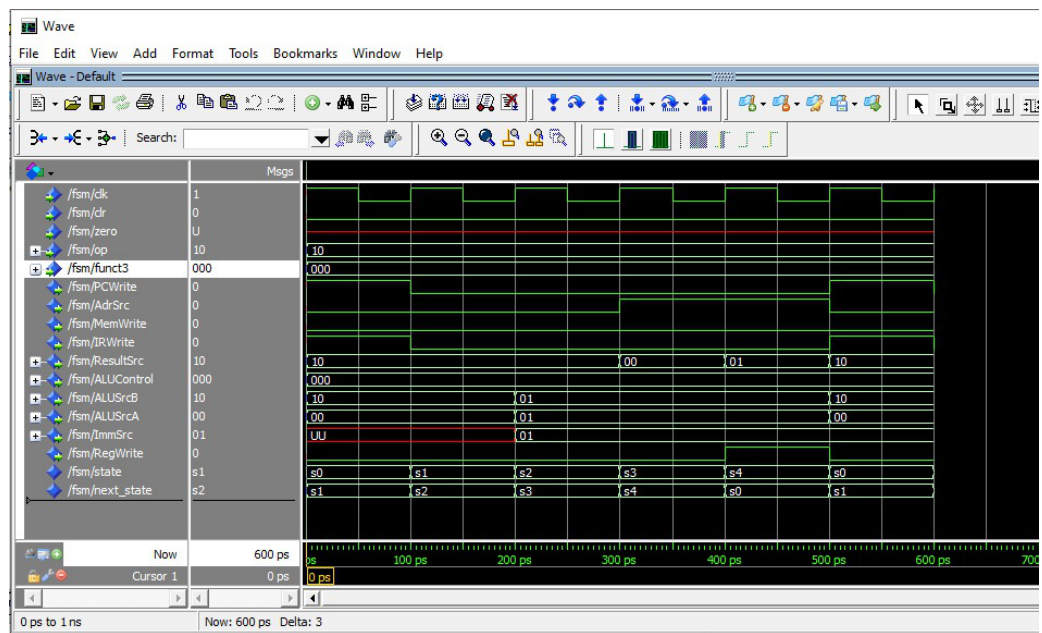 Wave
File Edit View Add Format Tools Bookmarks Window Help
Wave - Default
Search:
Msgs
/fsm/clk 1
/fsm/clr 0
/fsm/zero U
/fsm/op 10 10
/fsm/funct3 000 000
/fsm/PCWrite 0
/fsm/AdrSrc 0
/fsm/MemWrite 0
/fsm/IRWrite 0
/fsm/ResultSrc 10 10 00 01 10
/fsm/ALUControl 000 000
/fsm/ALUSrcB 10 10 01 10
/fsm/ALUSrcA 00 00 01 00
/fsm/ImmSrc 01 UU 01
/fsm/RegWrite 0
/fsm/state s1 s0 s1 s2 s3 s4 s0
/fsm/next_state s2 s1 s2 s3 s4 s0 s1
Now 600 ps ps 100 ps 200 ps 300 ps 400 ps 500 ps 600 ps 700
Cursor 1 0 ps 0 ps
0 ps to 1 ns Now: 600 ps Delta: 3